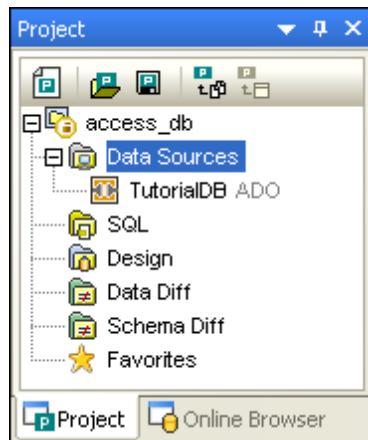 Project
access_db
Data Sources
TutorialDB ADO
SQL
Design
Data Diff
Schema Diff
Favorites
Project Online Browser